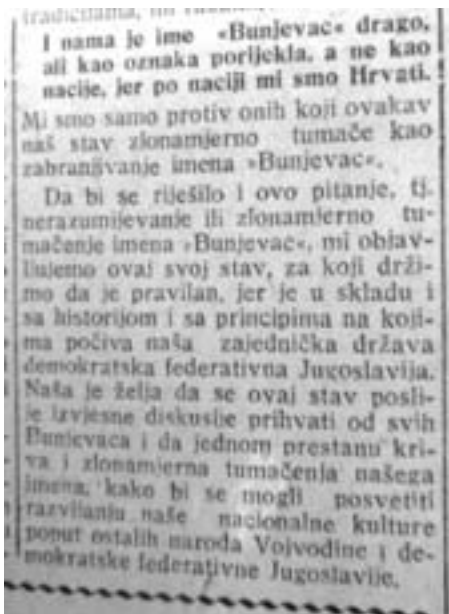 tradicijama,
I nama je ime »Bunjevac« drago,
ali kao oznaka porijekla, a ne kao
nacije, jer po naciji mi smo Hrvati.
Mi smo samo protiv onih koji ovakav
naš stav zlonamjerno tumače kao
zabranjivanje imena »Bunjevac«.
Da bi se riješilo i ovo pitanje, tj.
nerazumijevanje ili zlonamjerno tu-
mačenje imena »Bunjevac«, mi objav-
ljujemo ovaj svoj stav, za koji drži-
mo da je pravilan, jer je u skladu i
sa historijom i sa principima na koji-
ma počiva naša zajednička država
demokratska federativna Jugoslavija.
Naša je želja da se ovaj stav posli-
je izvjesne diskusije prihvati od svih
Bunjevaca i da jednom prestanu kri-
va i zlonamjerna tumačenja našega
imena, kako bi se mogli posvetiti
razvijanju naše nacionalne kulture
poput ostalih naroda Vojvodine i de-
mokratske federativne Jugoslavije.